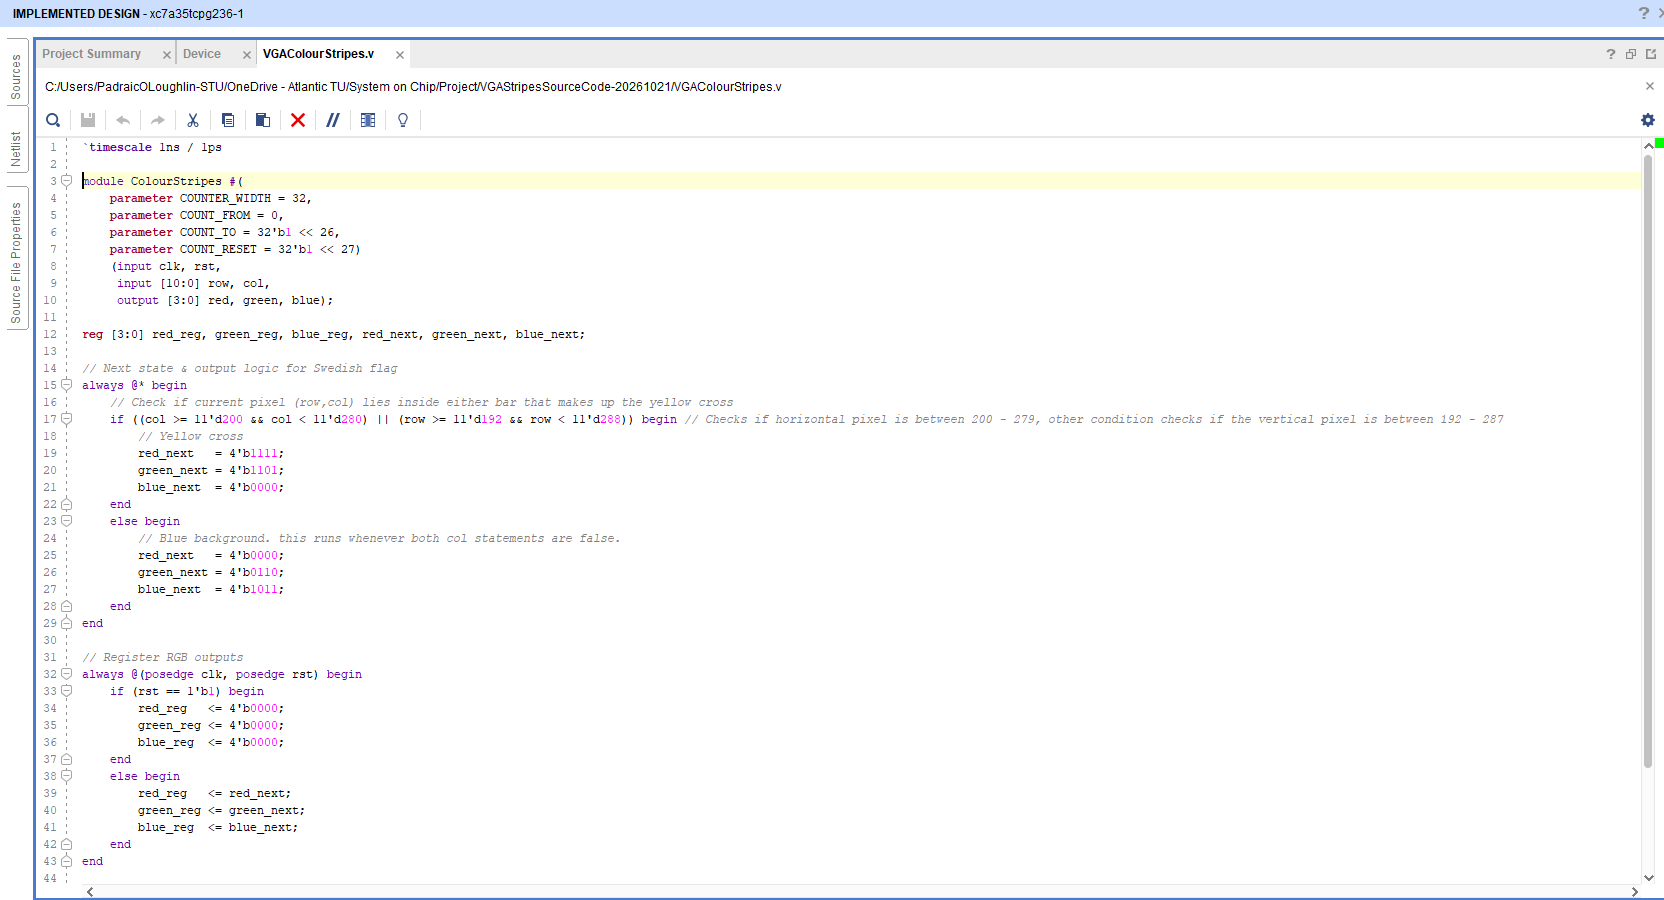 IMPLEMENTED DESIGN - xc7a35tcpg236-1
Sources
Netlist
Source File Properties
Project Summary
Device
VGAColourStripes.v
C:/Users/PadraicOLoughlin-STU/OneDrive - Atlantic TU/System on Chip/Project/VGAStripesSourceCode-20261021/VGAColourStripes.v
1 `timescale 1ns / 1ps
2
3 module ColourStripes #(
4 parameter COUNTER_WIDTH = 32,
5 parameter COUNT_FROM = 0,
6 parameter COUNT_TO = 32'b1 << 26,
7 parameter COUNT_RESET = 32'b1 << 27)
8 (input clk, rst,
9 input [10:0] row, col,
10 output [3:0] red, green, blue);
11
12 reg [3:0] red_reg, green_reg, blue_reg, red_next, green_next, blue_next;
13
14 // Next state & output logic for Swedish flag
15 always @* begin
16 // Check if current pixel (row,col) lies inside either bar that makes up the yellow cross
17 if ((col >= 11'd200 && col < 11'd280) || (row >= 11'd192 && row < 11'd288)) begin // Checks if horizontal pixel is between 200 - 279, other condition checks if the vertical pixel is between 192 - 287
18 // Yellow cross
19 red_next   = 4'b1111;
20 green_next = 4'b1101;
21 blue_next  = 4'b0000;
22 end
23 else begin
24 // Blue background. this runs whenever both col statements are false.
25 red_next   = 4'b0000;
26 green_next = 4'b0110;
27 blue_next  = 4'b1011;
28 end
29 end
30
31 // Register RGB outputs
32 always @(posedge clk, posedge rst) begin
33 if (rst == 1'b1) begin
34 red_reg   <= 4'b0000;
35 green_reg <= 4'b0000;
36 blue_reg  <= 4'b0000;
37 end
38 else begin
39 red_reg   <= red_next;
40 green_reg <= green_next;
41 blue_reg  <= blue_next;
42 end
43 end
44